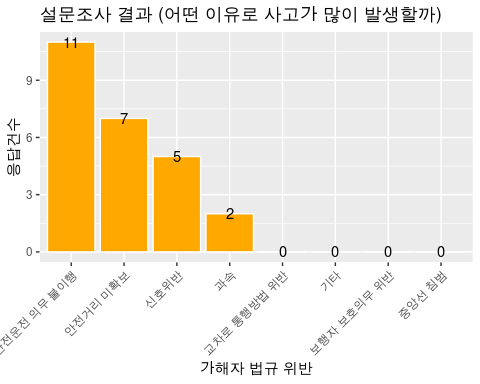 설문조사 결과 (어떤 이유로 사고가 많이 발생할까)
응답건수
9
6
3
0
11
7
5
2
0
0
0
0
의무 불이행
안전거리 미확보
신호위반
과속
교차로 통행방법 위반
기타
보행자 보호의무 위반
중앙선 침범
가해자 법규 위반